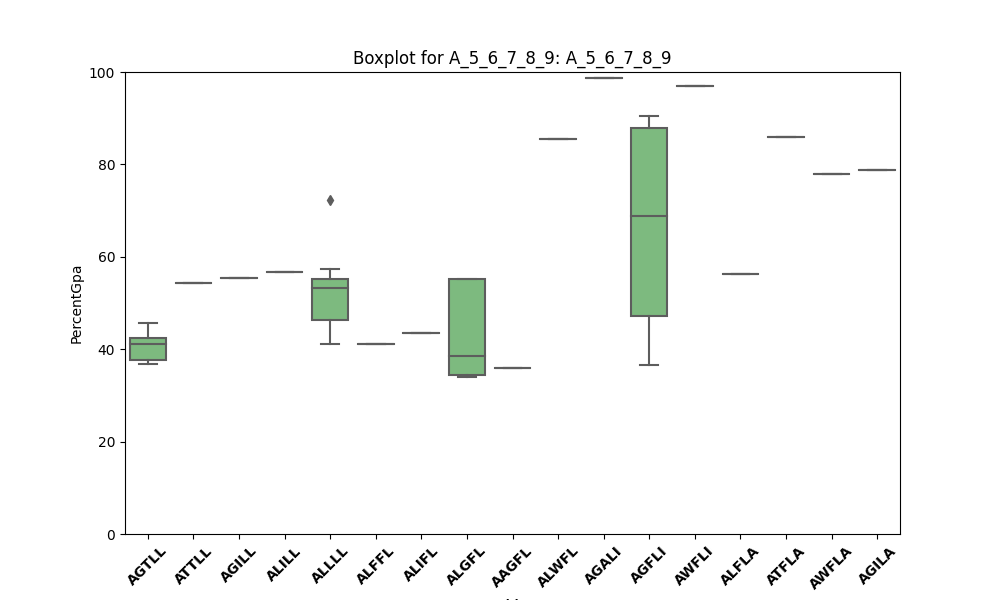 Boxplot for A_5_6_7_8_9: A_5_6_7_8_9
PercentGpa
100
80
60
40
20
0
AGTLL ATTLL AGILL ALILL ALLLL ALFFL ALIFL ALGFL AAGFL ALWFL AGALI AGFLI AWFLI ALFLA ATFLA AWFLA AGILA